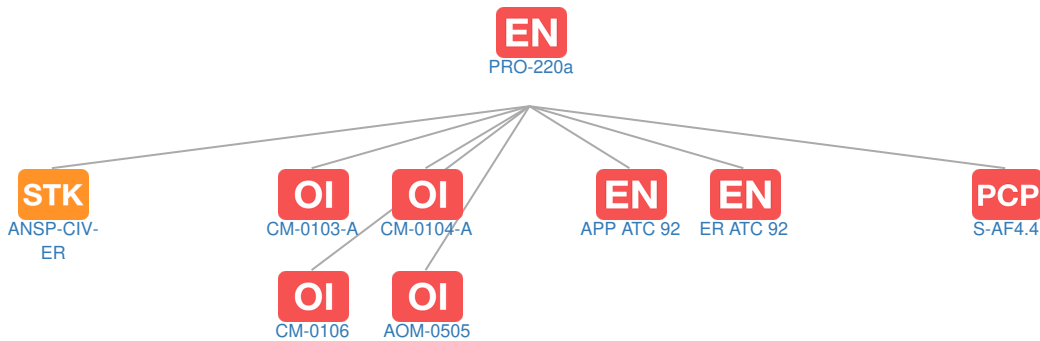 EN
PRO-220a
STK
OI
OI
EN
EN
PCP
ANSP-CIV-
ER
CM-0103-A
CM-0104-A
APP ATC 92
ER ATC 92
S-AF4.4
OI
OI
CM-0106
AOM-0505